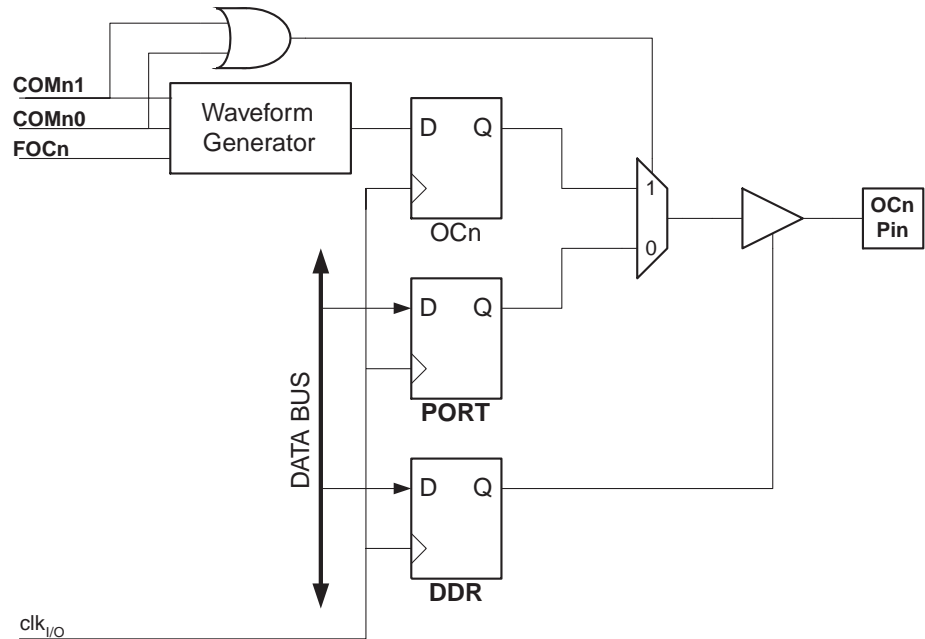 COMn1
COMn0
FOCn
Waveform
Generator
D Q
OCn
1
0
OCn
Pin
D Q
PORT
DATA BUS
D Q
DDR
clkI/O